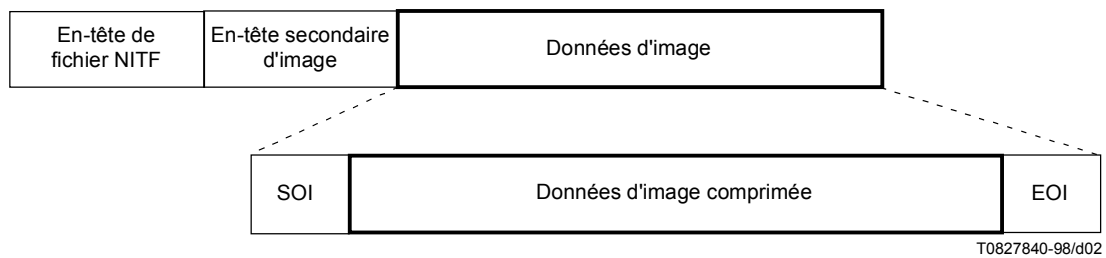 En-tête de
fichier NITF
En-tête secondaire
d'image
Données d'image
SOI
Données d'image comprimée
EOI
T0827840-98/d02